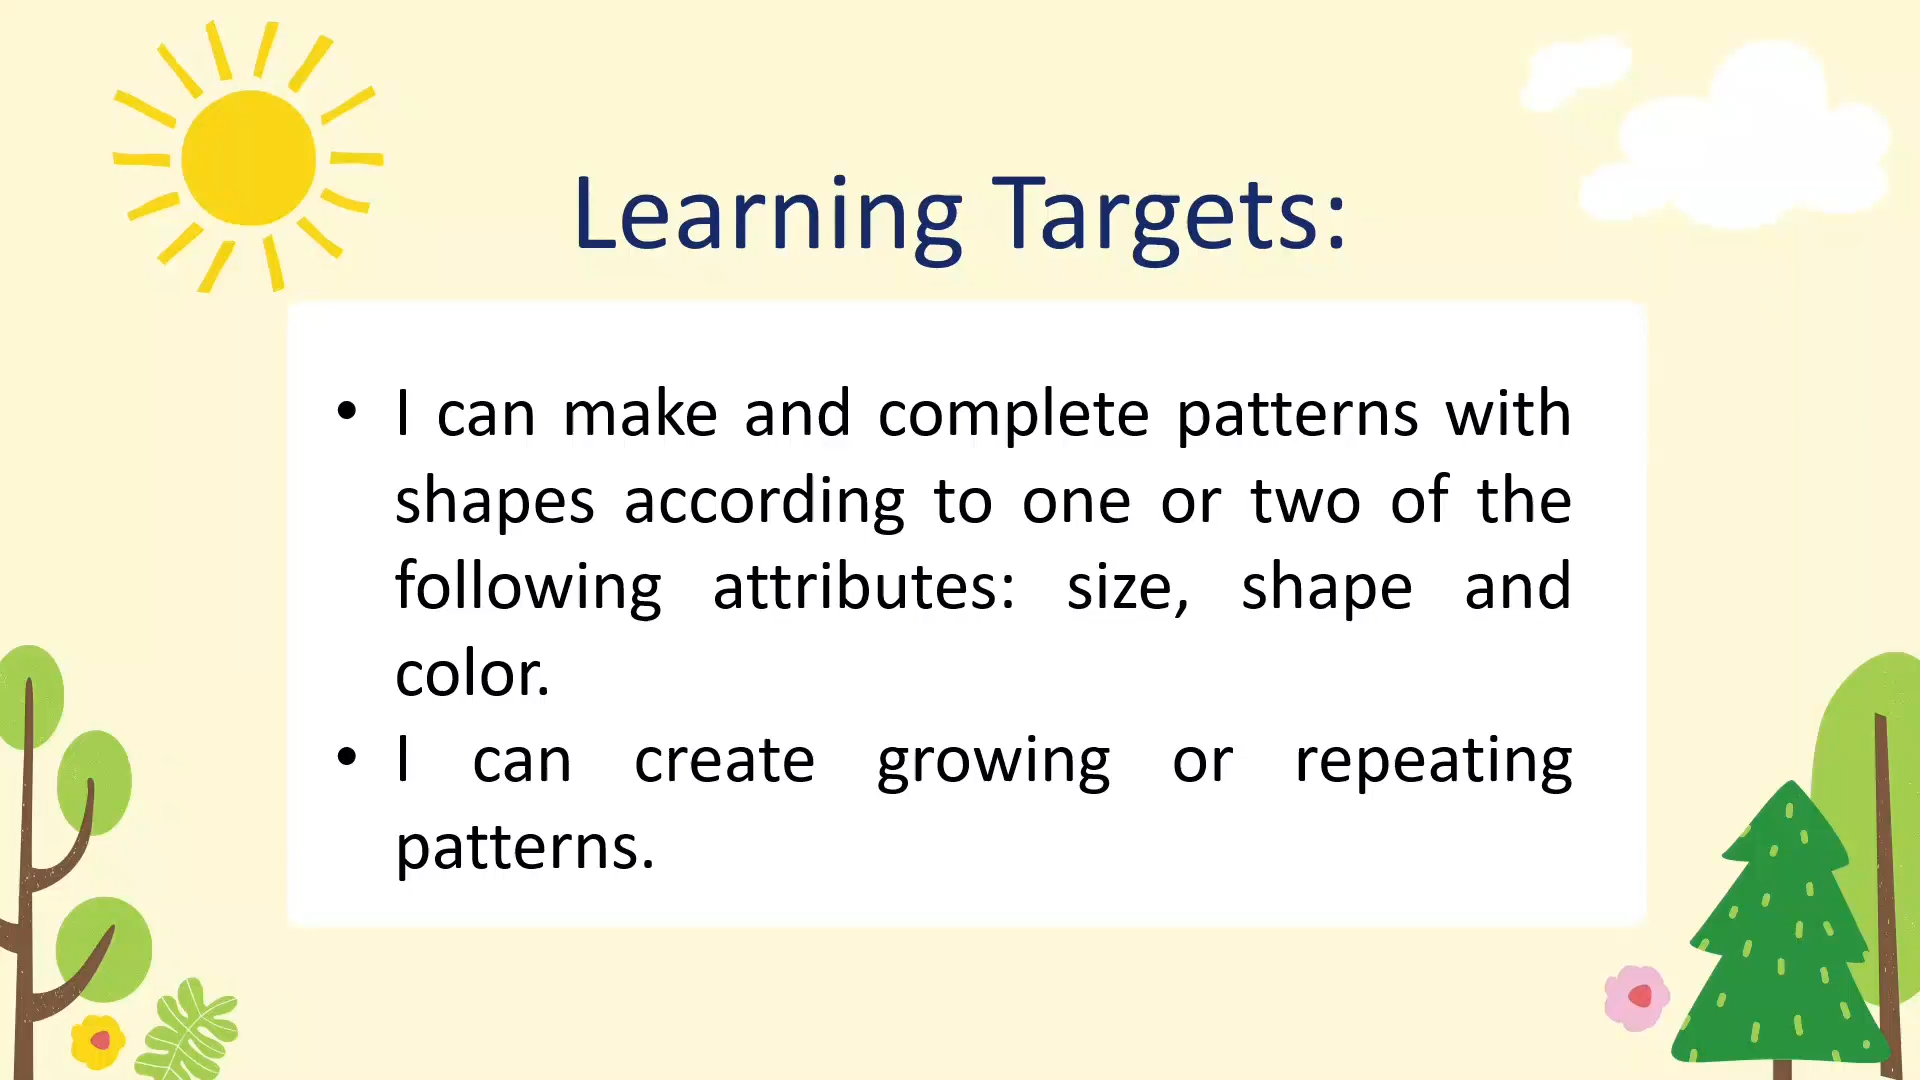 Learning Targets:
• I can make and complete patterns with
shapes according to one or two of the
following attributes: size, shape and
color.
• I can create growing or repeating
patterns.